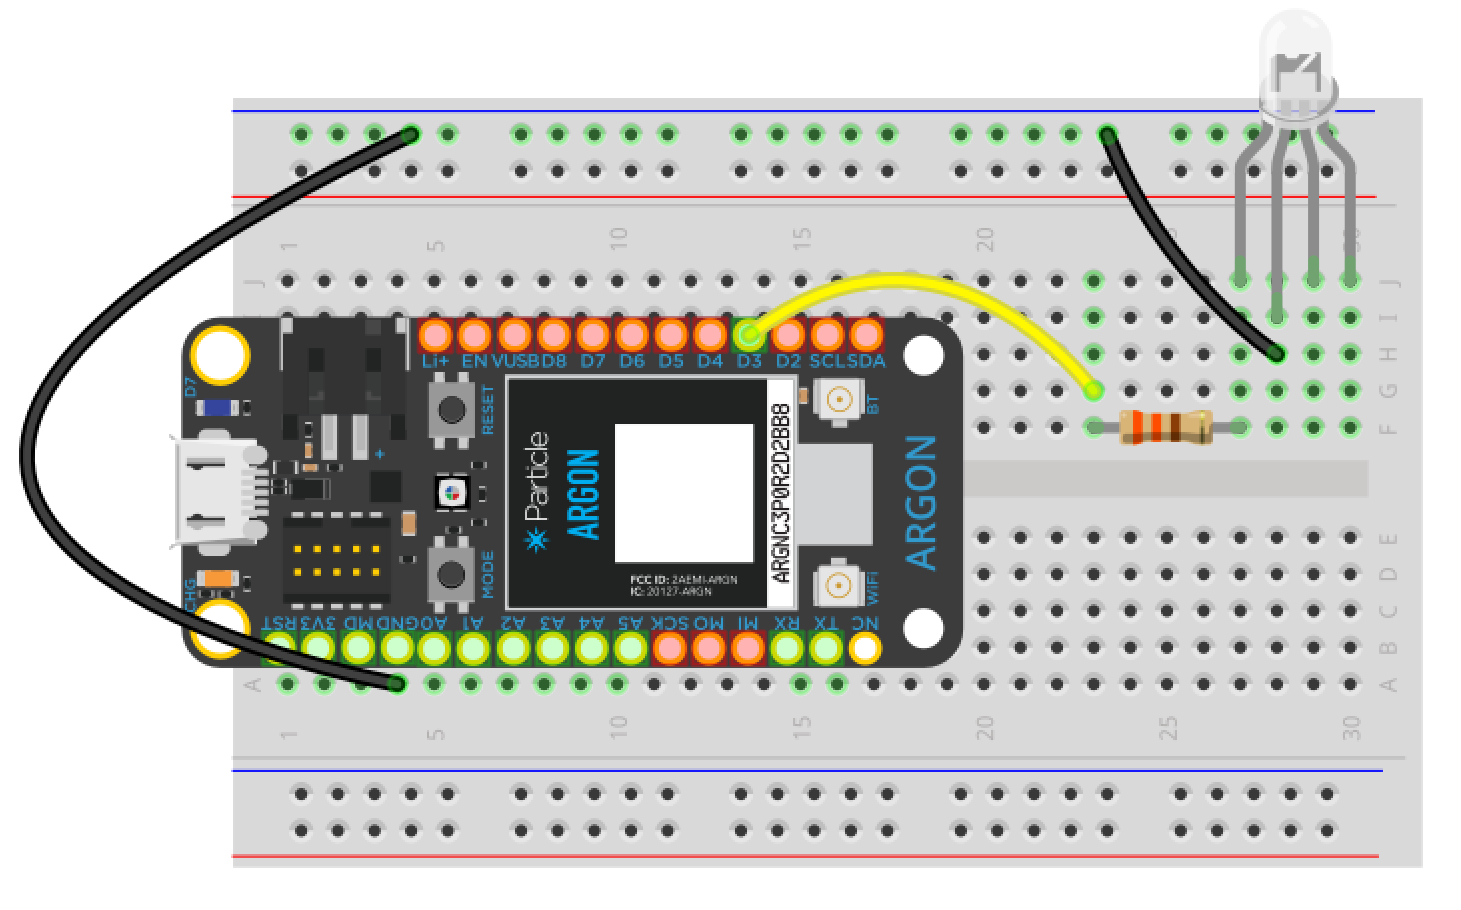 1 5 10 15 20 30
J J
I
H
G
F
Li+ EN VUSB D8 D7 D6 D5 D4 D3 D2 SCL SDA
D7
RESET
BT
+
Particle
ARGON
ARGNC3P0R2D2BB8
ARGON
FCC ID: 2AEMI-ARGN
IC: 20127-ARGN
MODE
WiFi
CHG
RST 3V3 MD GND A0 A1 A2 A3 A4 A5 SCK MO MI RX TX NC
E
D
C
B
A A
1 5 10 15 20 25 30